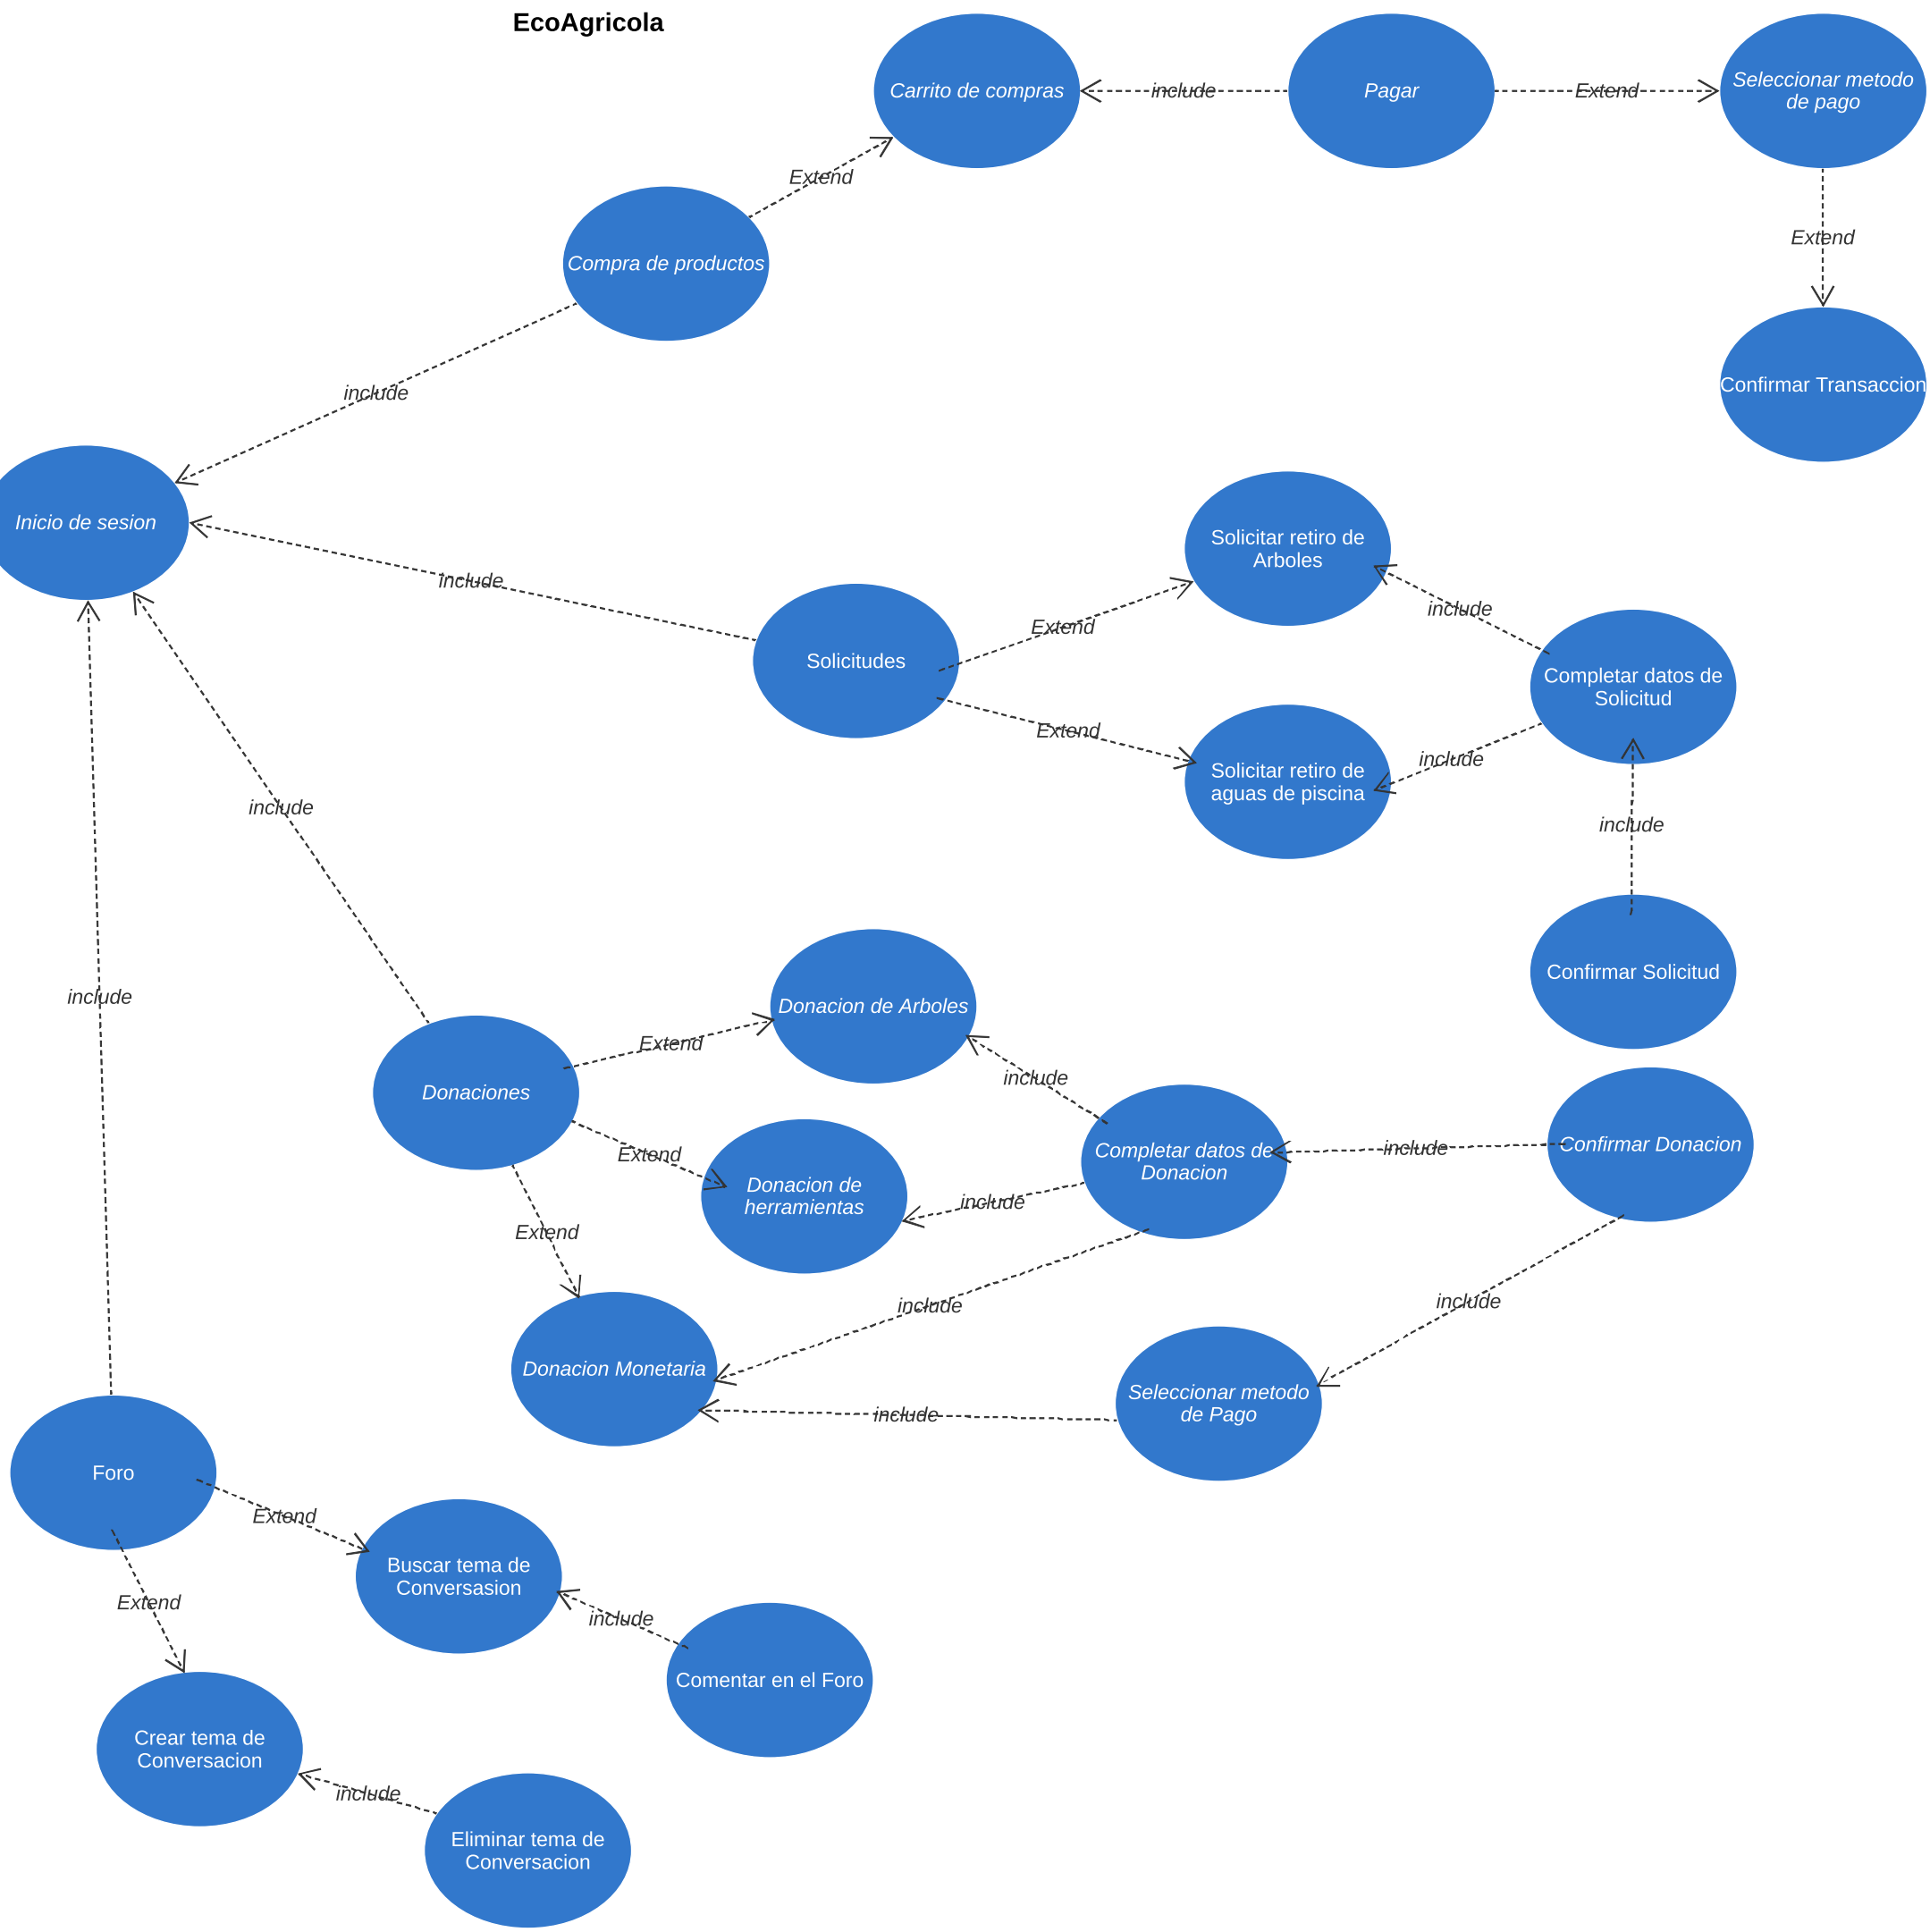 EcoAgricola
Carrito de compras
include
Pagar
Extend
Seleccionar metodo
de pago
Extend
Compra de productos
Extend
Confirmar Transaccion
include
Inicio de sesion
include
Solicitudes
Extend
Extend
Solicitar retiro de
Arboles
Solicitar retiro de
aguas de piscina
include
include
Completar datos de
Solicitud
include
Confirmar Solicitud
include
Donaciones
Extend
Extend
Extend
Donacion de Arboles
Donacion de
herramientas
Donacion Monetaria
include
include
include
include
Completar datos de
Donacion
include
Confirmar Donacion
include
Seleccionar metodo
de Pago
include
Foro
Extend
Extend
Buscar tema de
Conversasion
include
Comentar en el Foro
Crear tema de
Conversacion
include
Eliminar tema de
Conversacion